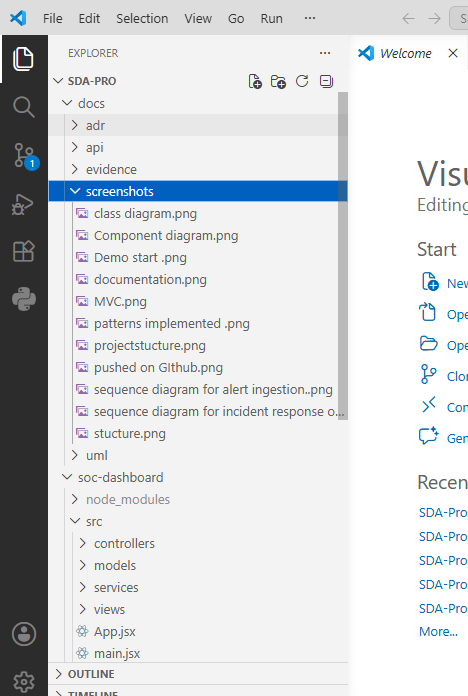 File Edit Selection View Go Run ···
EXPLORER ···
Welcome
SDA-PRO
docs
adr
api
evidence
screenshots
class diagram.png
Component diagram.png
Demo start .png
documentation.png
MVC.png
patterns implemented .png
projectstucture.png
pushed on GIthub.png
sequence diagram for alert ingestion..png
sequence diagram for incident response o...
stucture.png
uml
soc-dashboard
node_modules
src
controllers
models
services
views
App.jsx
main.jsx
OUTLINE
TIMELINE
1
Visu
Editing
Start
New
Ope
Ope
Clo
Con
Gen
Recen
SDA-Pro
SDA-Pro
SDA-Pro
SDA-Pro
SDA-Pro
More...